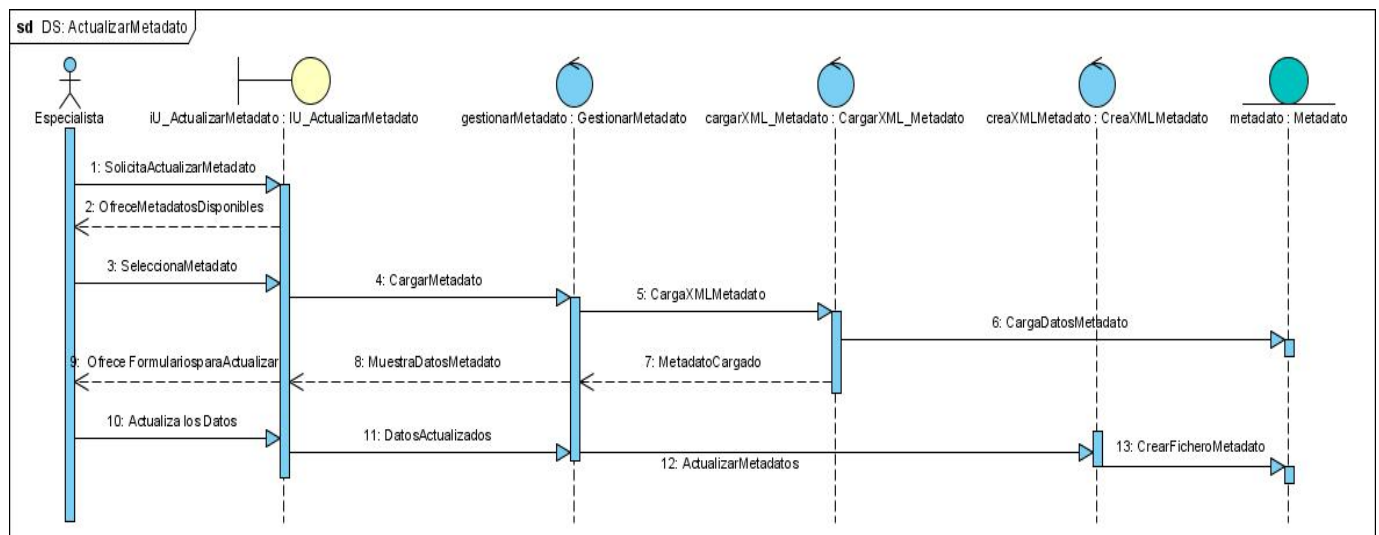 sd DS: ActualizarMetadato
Especialista
iU_ActualizarMetadato : IU_ActualizarMetadato
gestionarMetadato : GestionarMetadato
cargarXML_Metadato : CargarXML_Metadato
creaXMLMetadato : CreaXMLMetadato
metadato : Metadato
1: SolicitaActualizarMetadato
2: OfreceMetadatosDisponibles
3: SeleccionaMetadato
4: CargarMetadato
5: CargaXMLMetadato
6: CargaDatosMetadato
9: Ofrece FormulariosparaActualizar
8: MuestraDatosMetadato
7: MetadatoCargado
10: Actualiza los Datos
11: DatosActualizados
12: ActualizarMetadatos
13: CrearFicheroMetadato